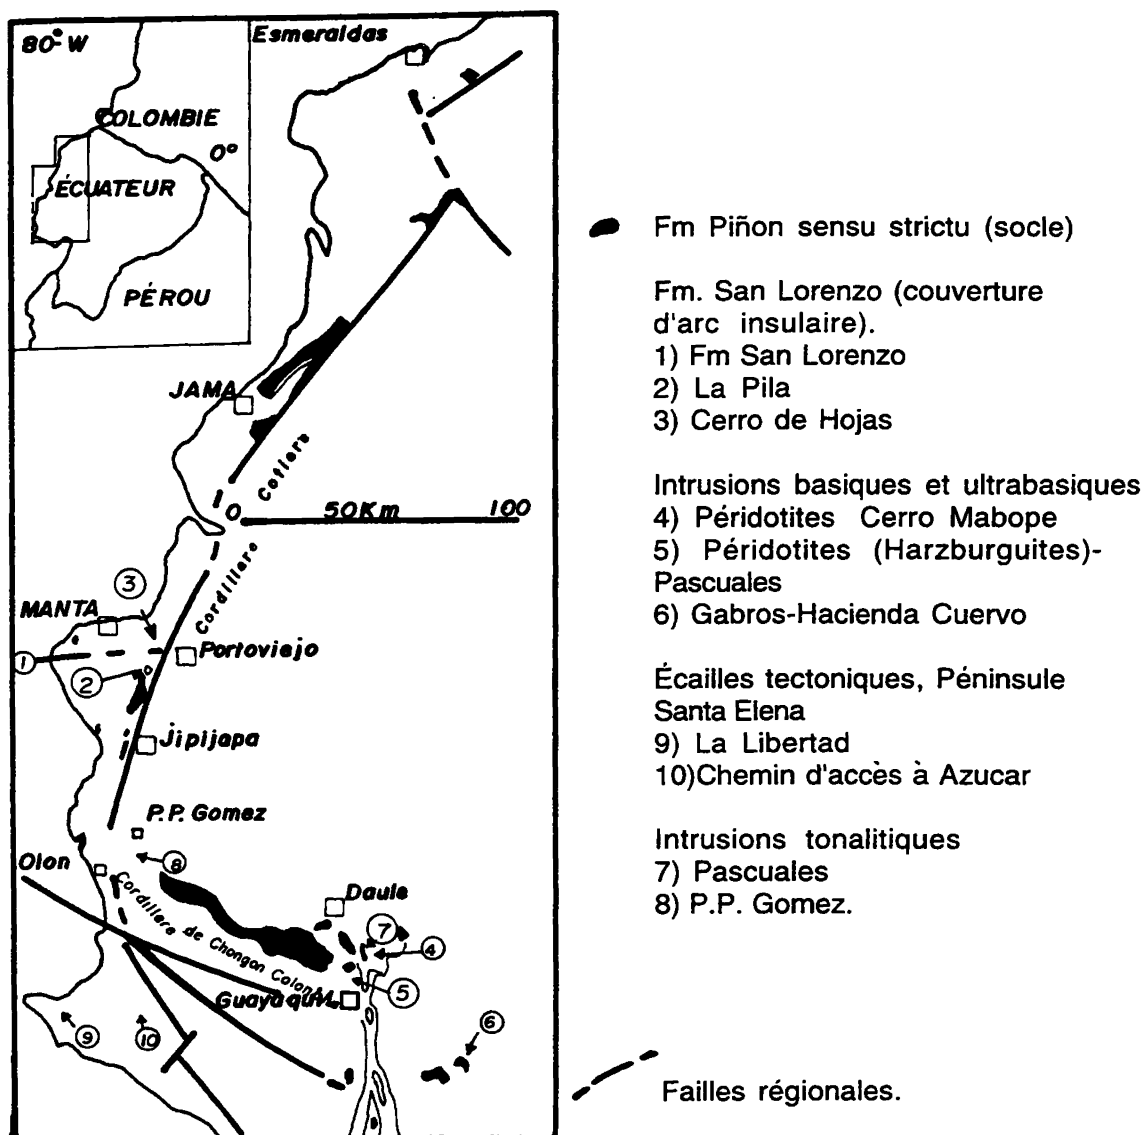 80° W
COLOMBIE
0°
ÉCUATEUR
PÉROU
Esmeraldas
JAMA
Cotiere
0 50Km 100
Cordillere
3
MANTA
1
Portoviejo
2
Jipijapa
P.P. Gomez
Olon
8
Cordillere de Chongon Colon
Daule
7
4
5
Guayaquil
6
9
10
Fm Piñon sensu strictu (socle)
Fm. San Lorenzo (couverture
d'arc insulaire).
1) Fm San Lorenzo
2) La Pila
3) Cerro de Hojas
Intrusions basiques et ultrabasiques
4) Péridotites Cerro Mabope
5) Péridotites (Harzburguites)-
Pascuales
6) Gabros-Hacienda Cuervo
Écailles tectoniques, Péninsule
Santa Elena
9) La Libertad
10)Chemin d'accès à Azucar
Intrusions tonalitiques
7) Pascuales
8) P.P. Gomez.
Failles régionales.